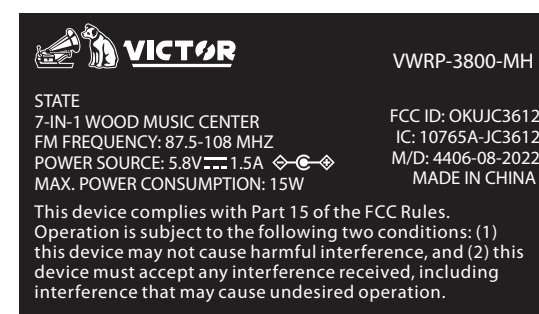 VICTOR
VWRP-3800-MH
STATE
7-IN-1 WOOD MUSIC CENTER
FM FREQUENCY: 87.5-108 MHZ
POWER SOURCE: 5.8V 1.5A
MAX. POWER CONSUMPTION: 15W
FCC ID: OKUJC3612
IC: 10765A-JC3612
M/D: 4406-08-2022
MADE IN CHINA
This device complies with Part 15 of the FCC Rules.
Operation is subject to the following two conditions: (1)
this device may not cause harmful interference, and (2) this
device must accept any interference received, including
interference that may cause undesired operation.